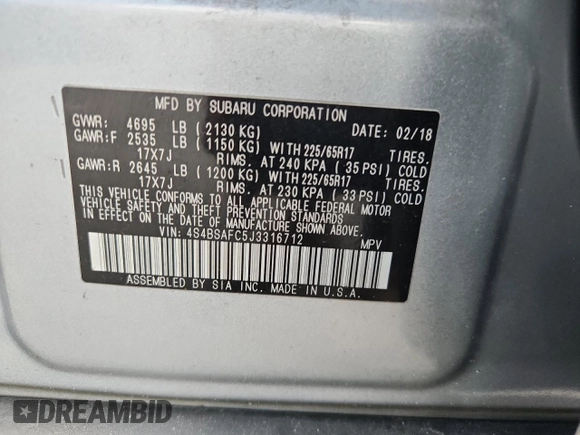 MFD BY SUBARU CORPORATION
GVWR: 4695 LB ( 2130 KG) DATE: 02/18
GAWR:F 2535 LB ( 1150 KG) WITH 225/65R17 TIRES.
17X7J RIMS. AT 240 KPA ( 35 PSI) COLD
GAWR:R 2645 LB ( 1200 KG) WITH 225/65R17 TIRES.
17X7J RIMS. AT 230 KPA ( 33 PSI) COLD
THIS VEHICLE CONFORMS TO ALL APPLICABLE FEDERAL MOTOR
VEHICLE SAFETY AND THEFT PREVENTION STANDARDS
IN EFFECT ON THE DATE OF MANUFACTURE SHOWN ABOVE.
VIN: 4S4BSAFC5J3316712 MPV
ASSEMBLED BY SIA INC. MADE IN U.S.A.
DREAMBID